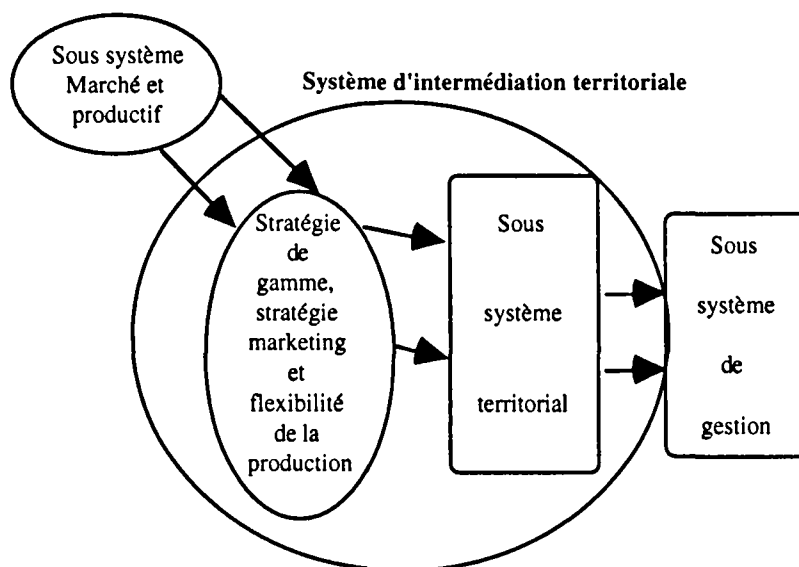 Sous système
Marché et
productif
Système d'intermédiation territoriale
Stratégie
de
gamme,
stratégie
marketing
et
flexibilité
de la
production
Sous
système
territorial
Sous
système
de
gestion